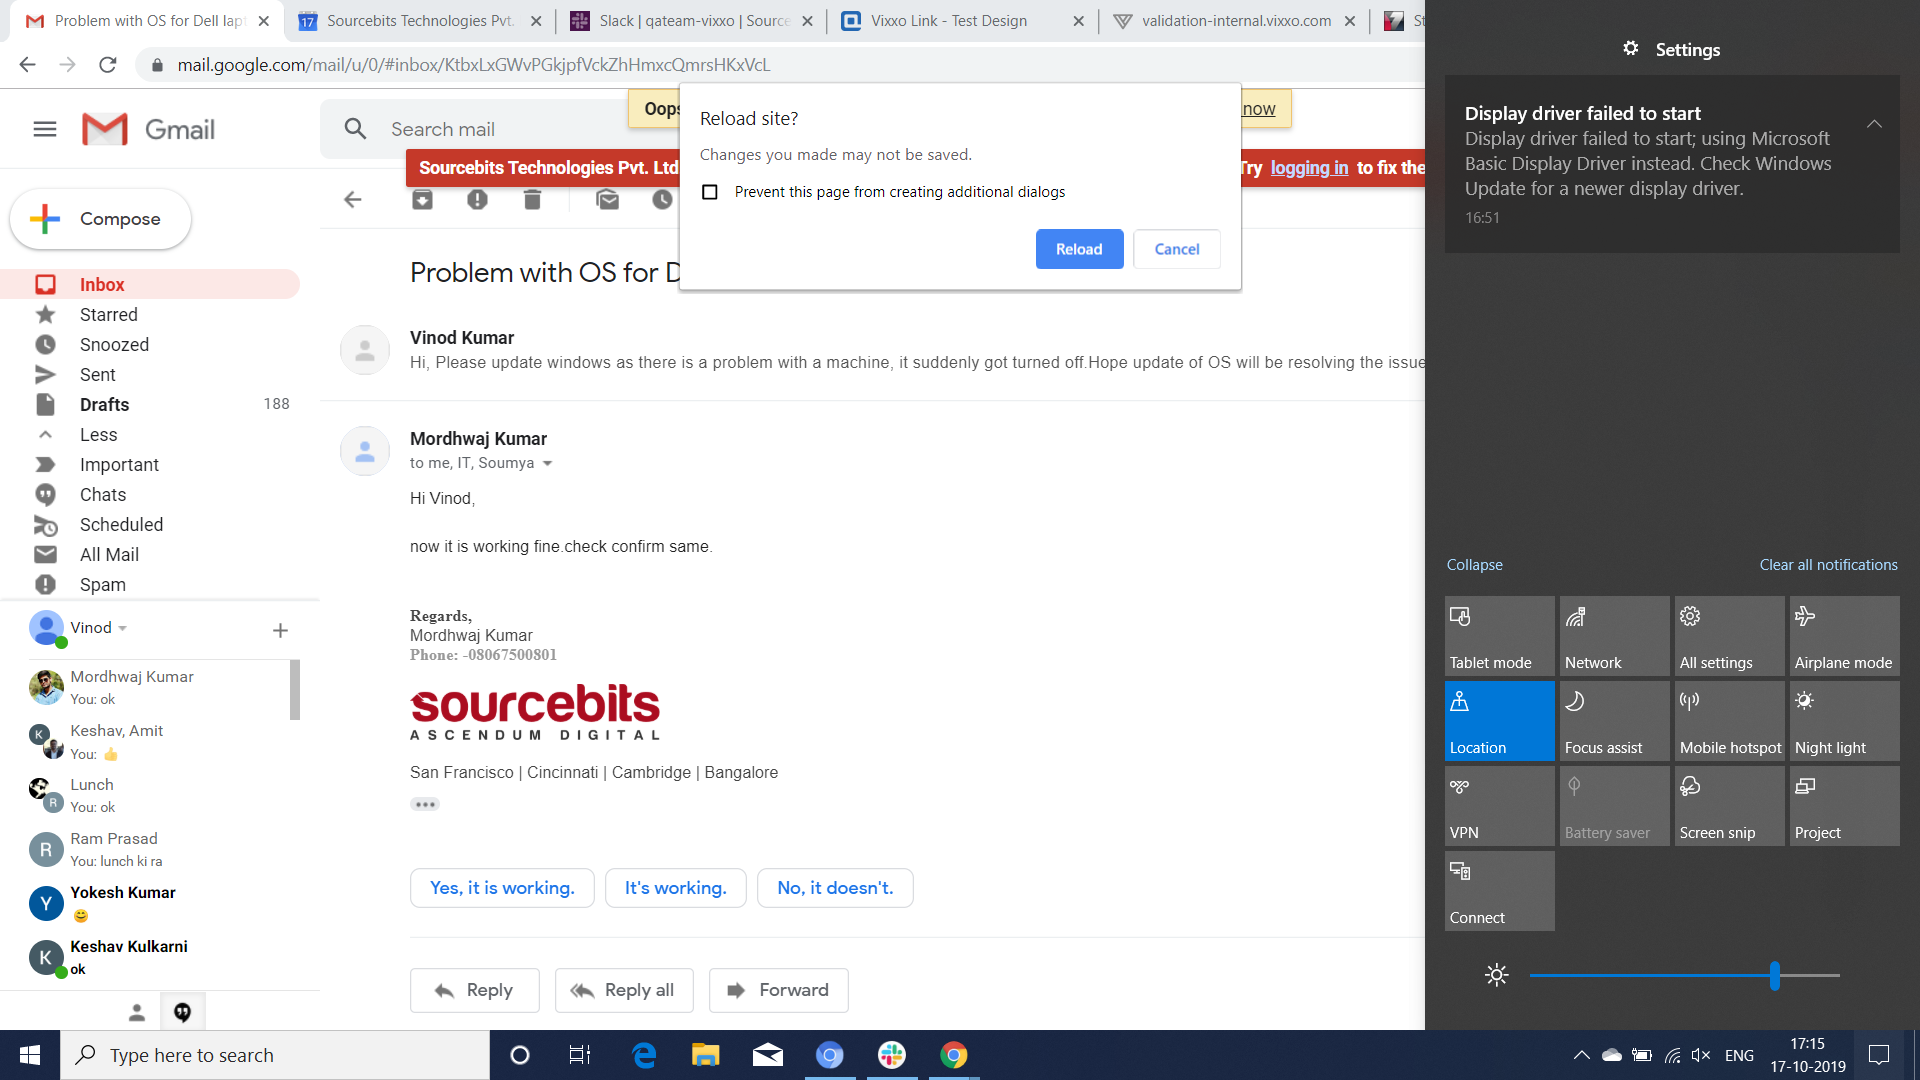 Problem with OS for Dell lapt
Sourcebits Technologies Pvt.
Slack | qateam-vixxo | Source
Vixxo Link - Test Design
validation-internal.vixxo.com
St
mail.google.com/mail/u/0/#inbox/KtbxLxGWvPGkjpfVckZhHmxcQmrsHKxVcL
Gmail
Search mail
Oops
now
Sourcebits Technologies Pvt. Ltd
Try logging in to fix the
Reload site?
Changes you made may not be saved.
Prevent this page from creating additional dialogs
Reload
Cancel
Compose
Inbox
Starred
Snoozed
Sent
Drafts
188
Less
Important
Chats
Scheduled
All Mail
Spam
Vinod
Mordhwaj Kumar
You: ok
Keshav, Amit
K
You: 👍
Lunch
R
You: ok
Ram Prasad
R
You: lunch ki ra
Yokesh Kumar
Y
😊
Keshav Kulkarni
K
ok
Problem with OS for D
Vinod Kumar
Hi, Please update windows as there is a problem with a machine, it suddenly got turned off.Hope update of OS will be resolving the issue
Mordhwaj Kumar
to me, IT, Soumya
Hi Vinod,
now it is working fine.check confirm same.
Regards,
Mordhwaj Kumar
Phone: -08067500801
sourcebits
ASCENDUM DIGITAL
San Francisco | Cincinnati | Cambridge | Bangalore
Yes, it is working.
It's working.
No, it doesn't.
Reply
Reply all
Forward
Settings
Display driver failed to start
Display driver failed to start; using Microsoft
Basic Display Driver instead. Check Windows
Update for a newer display driver.
16:51
Collapse
Clear all notifications
Tablet mode
Network
All settings
Airplane mode
Location
Focus assist
Mobile hotspot
Night light
VPN
Battery saver
Screen snip
Project
Connect
Type here to search
ENG
17:15
17-10-2019